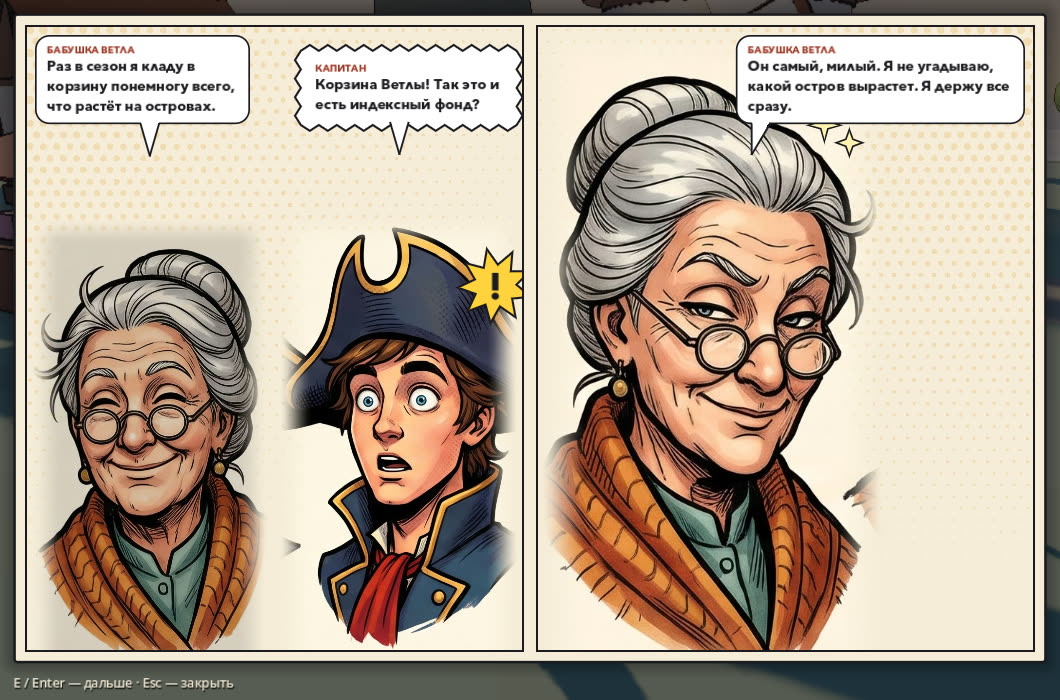 БАБУШКА ВЕТЛА
Раз в сезон я кладу в
корзину понемногу всего,
что растёт на островах.
КАПИТАН
Корзина Ветлы! Так это и
есть индексный фонд?
!
БАБУШКА ВЕТЛА
Он самый, милый. Я не угадываю,
какой остров вырастет. Я держу все
сразу.
E / Enter — дальше · Esc — закрыть